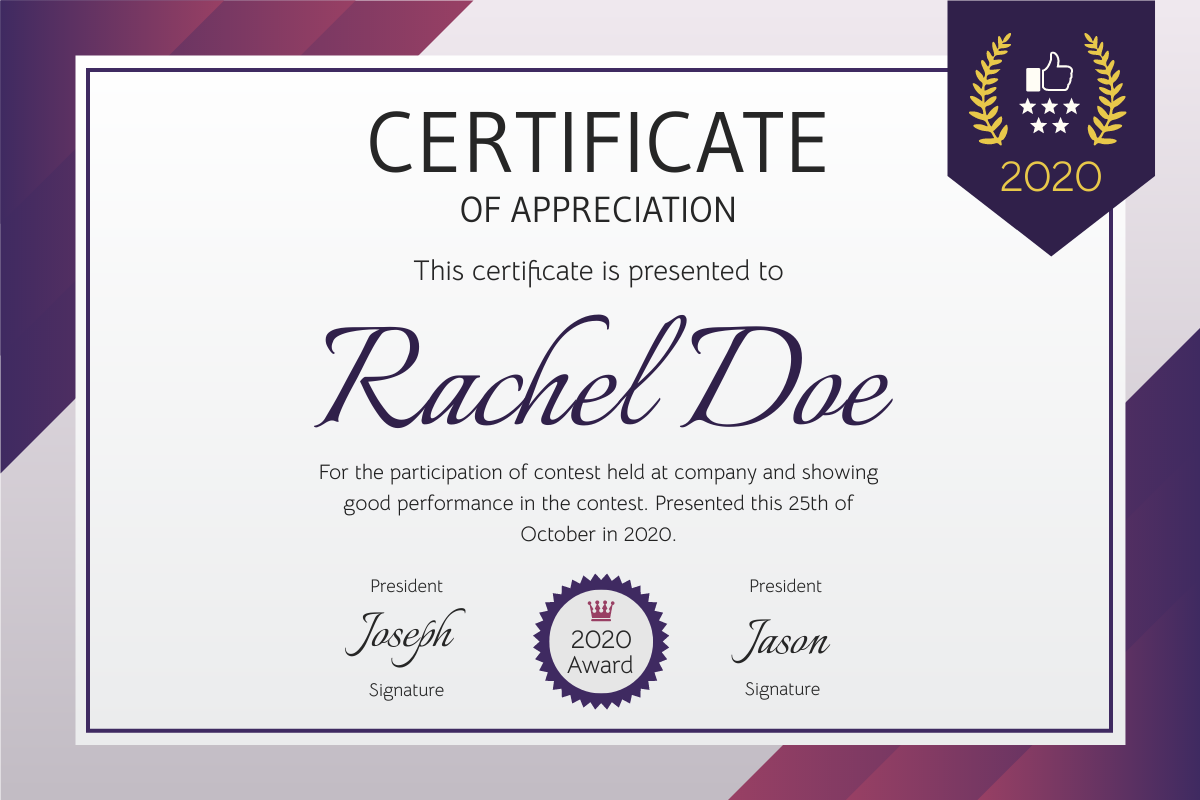 2020
CERTIFICATE
OF APPRECIATION
This certificate is presented to
Rachel Doe
For the participation of contest held at company and showing
good performance in the contest. Presented this 25th of
October in 2020.
President
Joseph
Signature
2020
Award
President
Jason
Signature